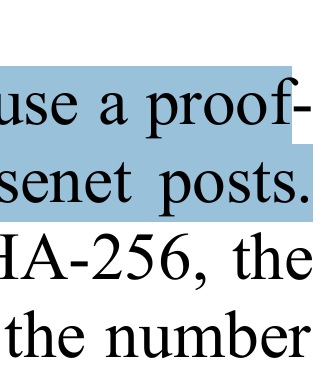 use a proof-
senet posts.
HA-256, the
the number